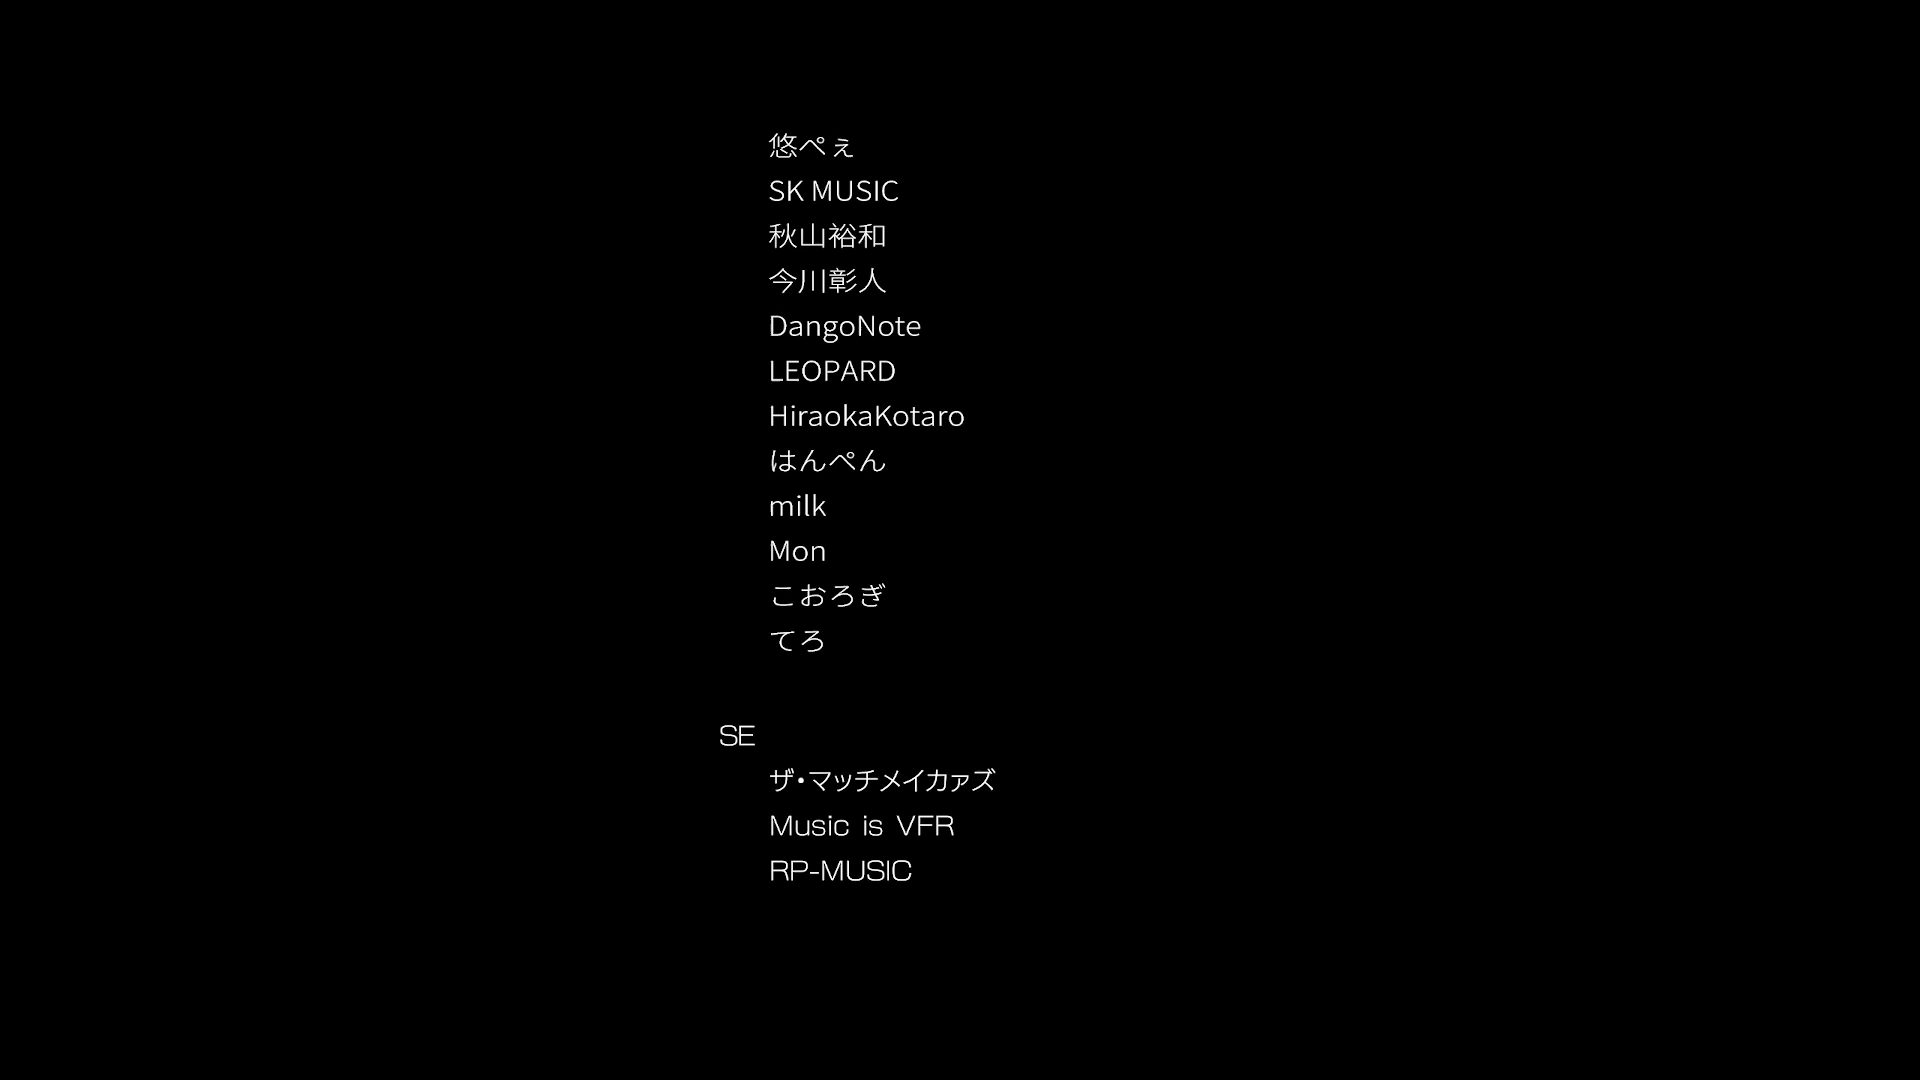 悠ぺぇ
SK MUSIC
秋山裕和
今川彰人
DangoNote
LEOPARD
HiraokaKotaro
はんぺん
milk
Mon
こおろぎ
てろ
SE
ザ・マッチメイカァズ
Music is VFR
RP-MUSIC